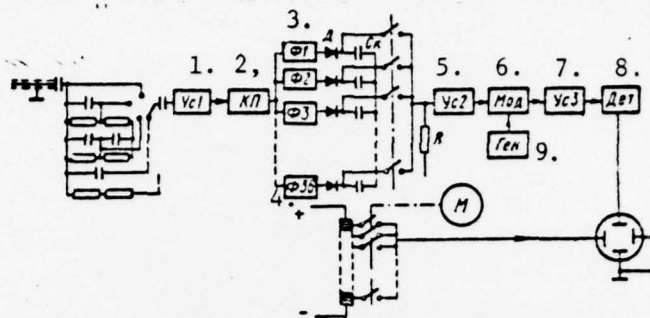 1. 2, 3. 5. 6. 7. 8.
Ус1 КП Ф1 Д Ск Ус2 Мод Ус3 Дет
Ф2
Ф3
R Ген 9.
4. Ф36
+ М
-